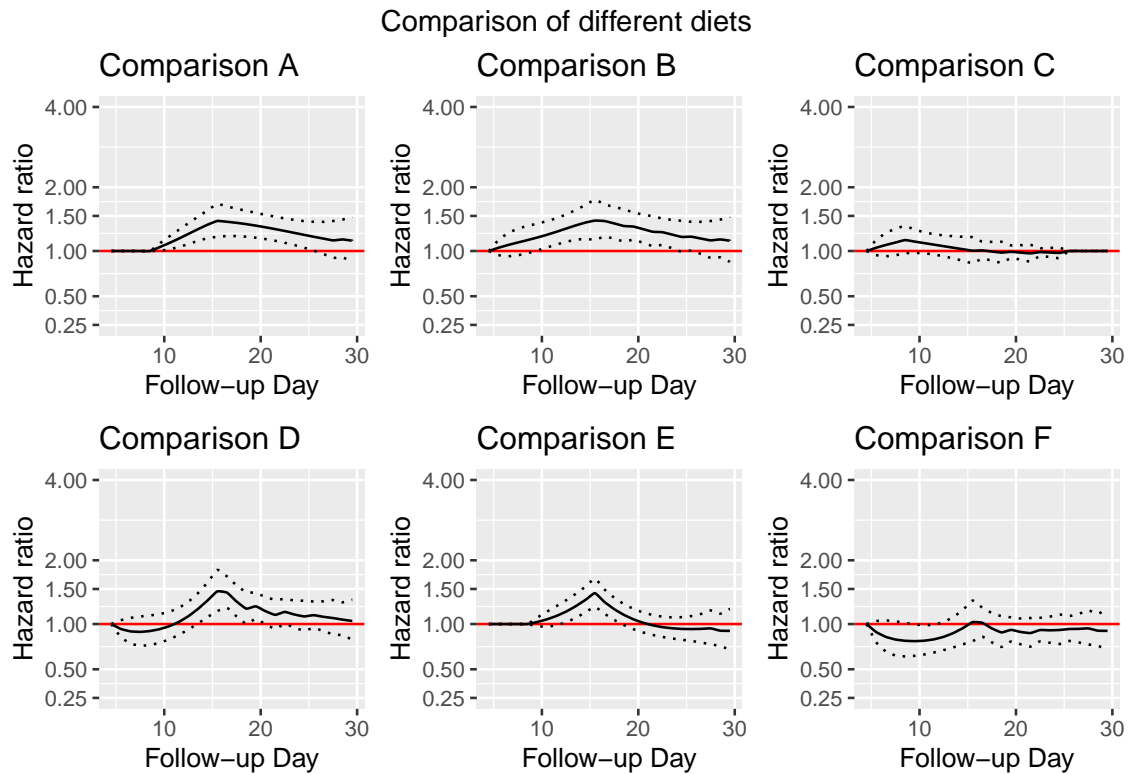 Comparison of different diets
Comparison A
Comparison B
Comparison C
Hazard ratio
4.00
2.00
1.50
1.00
0.50
0.25
10
20
30
Follow−up Day
Hazard ratio
4.00
2.00
1.50
1.00
0.50
0.25
10
20
30
Follow−up Day
Hazard ratio
4.00
2.00
1.50
1.00
0.50
0.25
10
20
30
Follow−up Day
Comparison D
Comparison E
Comparison F
Hazard ratio
4.00
2.00
1.50
1.00
0.50
0.25
10
20
30
Follow−up Day
Hazard ratio
4.00
2.00
1.50
1.00
0.50
0.25
10
20
30
Follow−up Day
Hazard ratio
4.00
2.00
1.50
1.00
0.50
0.25
10
20
30
Follow−up Day